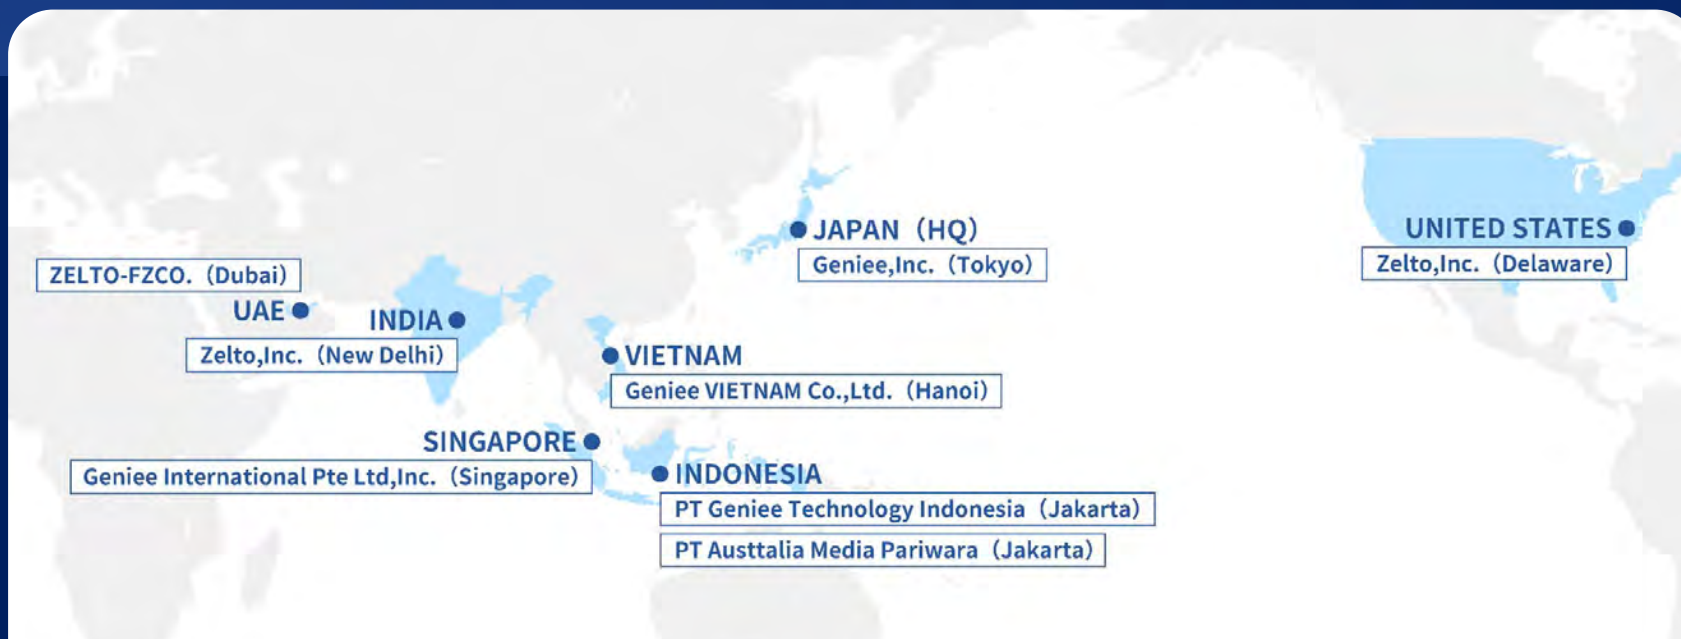 JAPAN（HQ）
Geniee,Inc.（Tokyo）
UNITED STATES
Zelto,Inc.（Delaware）
ZELTO-FZCO.（Dubai）
UAE
INDIA
Zelto,Inc.（New Delhi）
VIETNAM
Geniee VIETNAM Co.,Ltd.（Hanoi）
SINGAPORE
Geniee International Pte Ltd,Inc.（Singapore）
INDONESIA
PT Geniee Technology Indonesia（Jakarta）
PT Austtalia Media Pariwara（Jakarta）